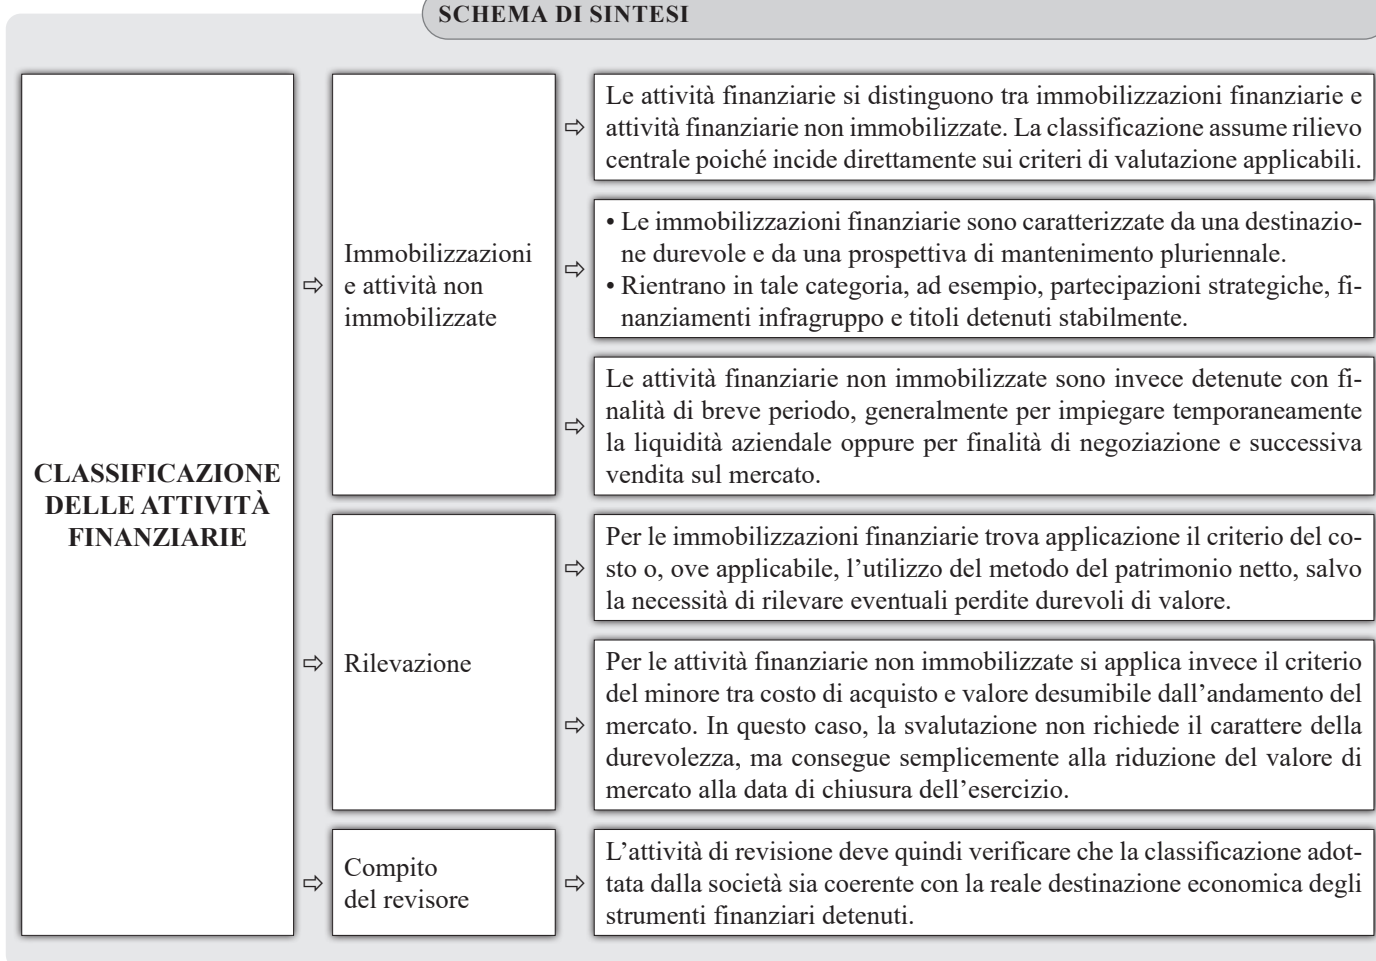 SCHEMA DI SINTESI
CLASSIFICAZIONE
DELLE ATTIVITÀ
FINANZIARIE
⇨
Immobilizzazioni
e attività non
immobilizzate
⇨
Le attività finanziarie si distinguono tra immobilizzazioni finanziarie e
attività finanziarie non immobilizzate. La classificazione assume rilievo
centrale poiché incide direttamente sui criteri di valutazione applicabili.
⇨
• Le immobilizzazioni finanziarie sono caratterizzate da una destinazio-
ne durevole e da una prospettiva di mantenimento pluriennale.
• Rientrano in tale categoria, ad esempio, partecipazioni strategiche, fi-
nanziamenti infragruppo e titoli detenuti stabilmente.
⇨
Le attività finanziarie non immobilizzate sono invece detenute con fi-
nalità di breve periodo, generalmente per impiegare temporaneamente
la liquidità aziendale oppure per finalità di negoziazione e successiva
vendita sul mercato.
⇨
Rilevazione
⇨
Per le immobilizzazioni finanziarie trova applicazione il criterio del co-
sto o, ove applicabile, l’utilizzo del metodo del patrimonio netto, salvo
la necessità di rilevare eventuali perdite durevoli di valore.
⇨
Per le attività finanziarie non immobilizzate si applica invece il criterio
del minore tra costo di acquisto e valore desumibile dall’andamento del
mercato. In questo caso, la svalutazione non richiede il carattere della
durevolezza, ma consegue semplicemente alla riduzione del valore di
mercato alla data di chiusura dell’esercizio.
⇨
Compito
del revisore
⇨
L’attività di revisione deve quindi verificare che la classificazione adot-
tata dalla società sia coerente con la reale destinazione economica degli
strumenti finanziari detenuti.